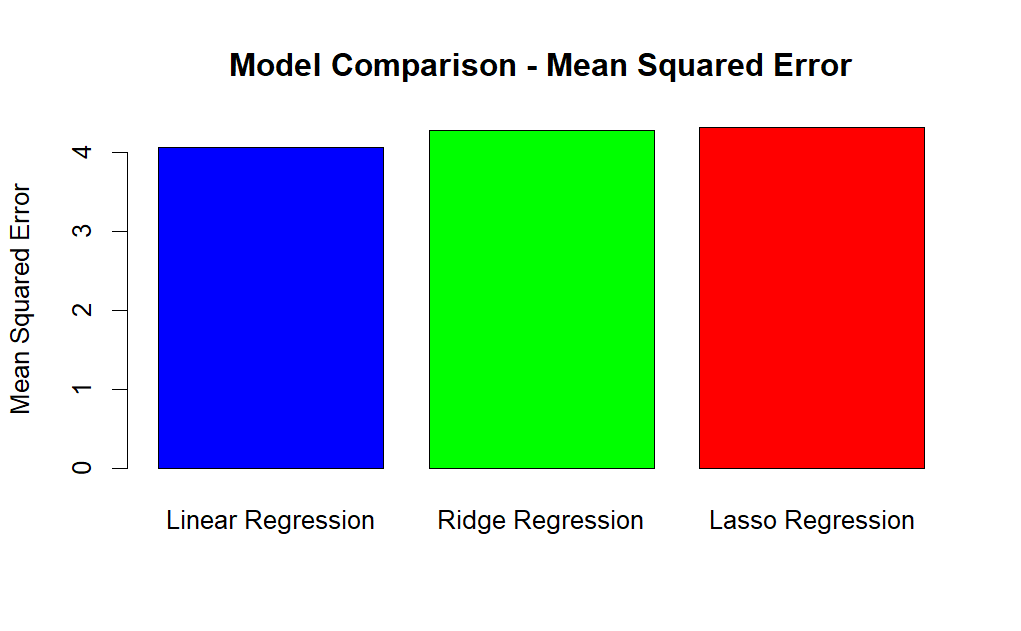 Model Comparison - Mean Squared Error
Mean Squared Error
4
3
2
1
0
Linear Regression
Ridge Regression
Lasso Regression